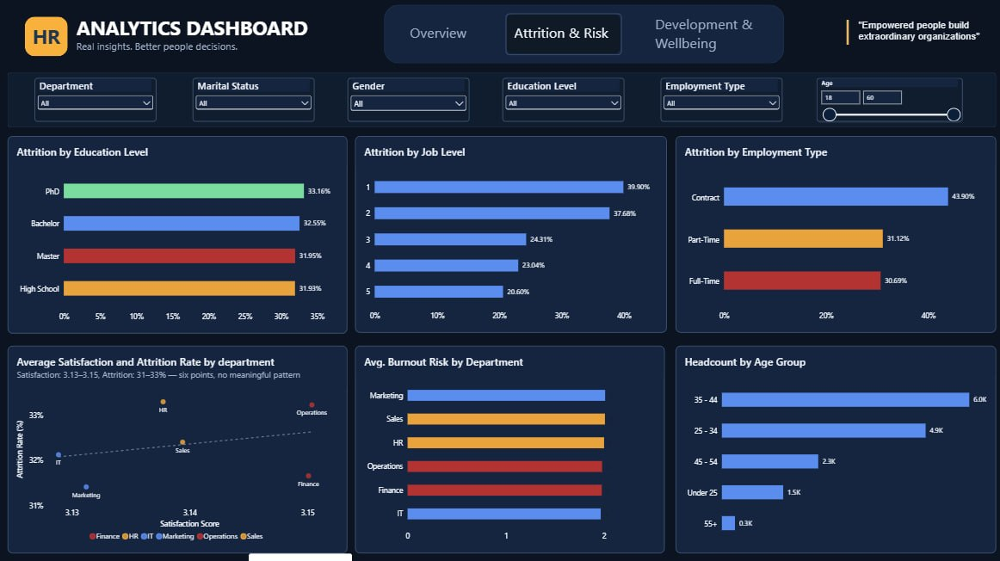 HR
ANALYTICS DASHBOARD
Real insights. Better people decisions.
Overview
Attrition & Risk
Development &
Wellbeing
"Empowered people build
extraordinary organizations"
Department
All
Marital Status
All
Gender
All
Education Level
All
Employment Type
All
Age
18
60
Attrition by Education Level
PhD
33.16%
Bachelor
32.55%
Master
31.95%
High School
31.93%
0% 5% 10% 15% 20% 25% 30% 35%
Attrition by Job Level
1
39.90%
2
37.68%
3
24.31%
4
23.04%
5
20.60%
0% 10% 20% 30% 40%
Attrition by Employment Type
Contract
43.90%
Part-Time
31.12%
Full-Time
30.69%
0% 20% 40%
Average Satisfaction and Attrition Rate by department
Satisfaction: 3.13–3.15, Attrition: 31–33% — six points, no meaningful pattern
Attrition Rate (%)
33%
32%
31%
HR
Operations
Sales
IT
Finance
Marketing
3.13 3.14 3.15
Satisfaction Score
Finance HR IT Marketing Operations Sales
Avg. Burnout Risk by Department
Marketing
Sales
HR
Operations
Finance
IT
0 1 2
Headcount by Age Group
35 - 44
6.0K
25 - 34
4.9K
45 - 54
2.3K
Under 25
1.5K
55+
0.3K